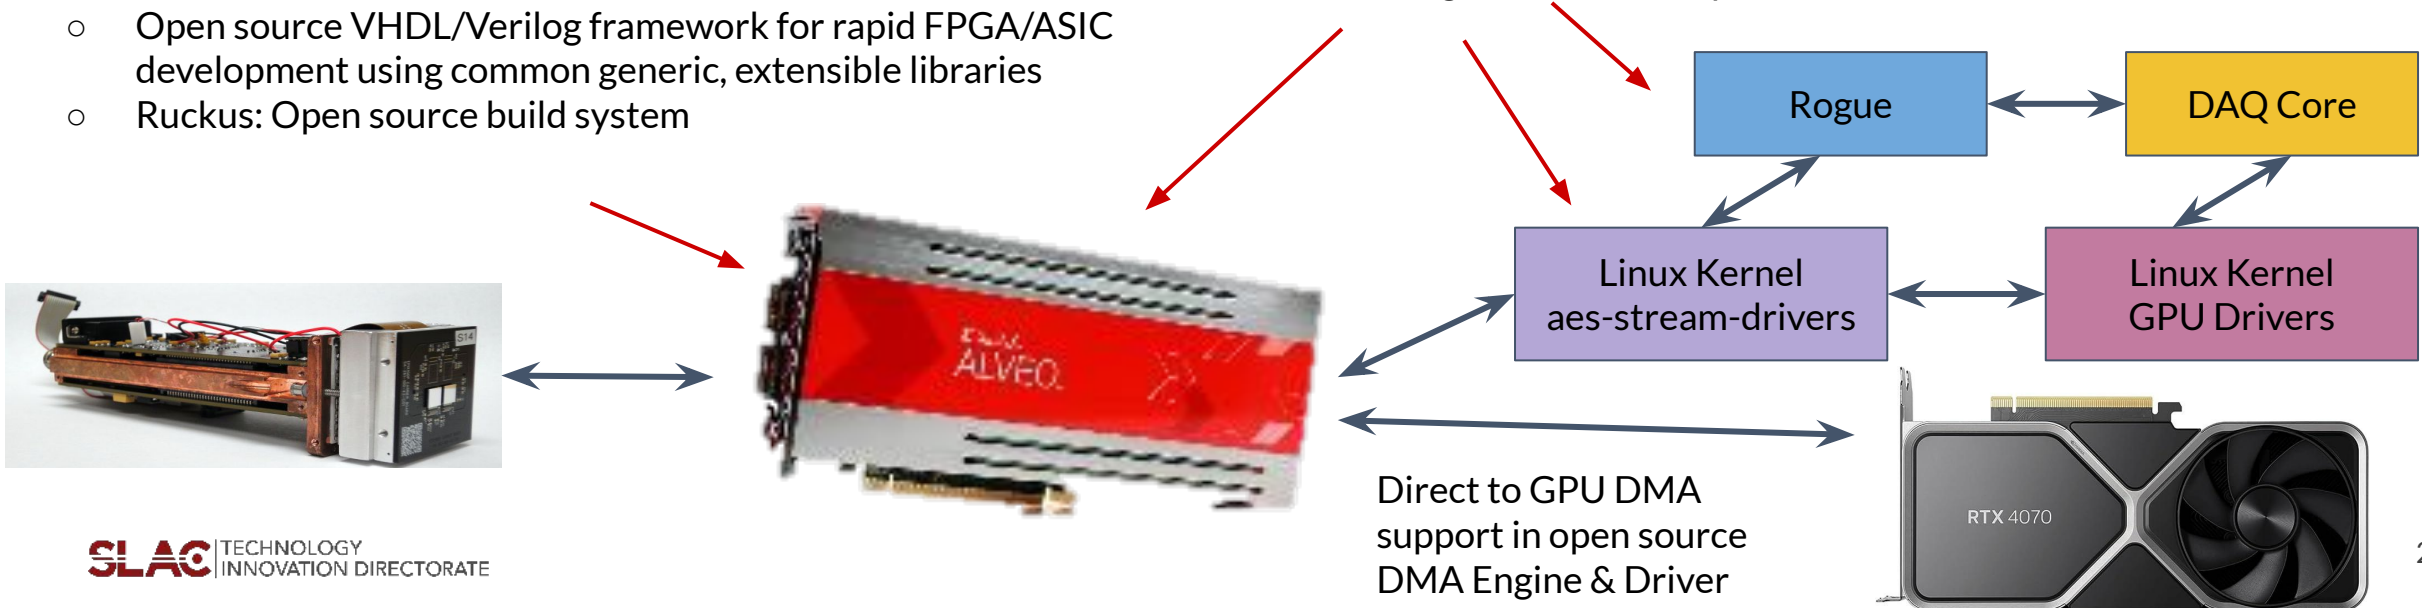 ○ Open source VHDL/Verilog framework for rapid FPGA/ASIC
development using common generic, extensible libraries
○ Ruckus: Open source build system
Rogue
DAQ Core
Linux Kernel
aes-stream-drivers
Linux Kernel
GPU Drivers
S14
ALVEO
Direct to GPU DMA
support in open source
DMA Engine & Driver
RTX 4070
SLAC TECHNOLOGY
INNOVATION DIRECTORATE